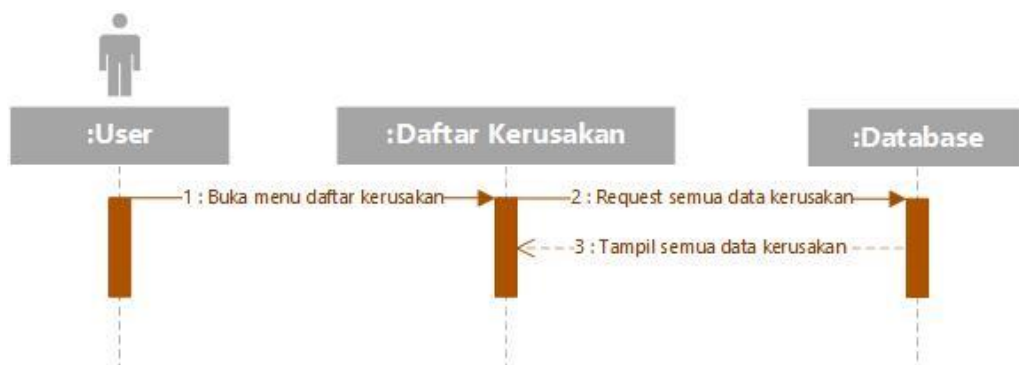 :User
:Daftar Kerusakan
:Database
1 : Buka menu daftar kerusakan
2 : Request semua data kerusakan
3 : Tampil semua data kerusakan